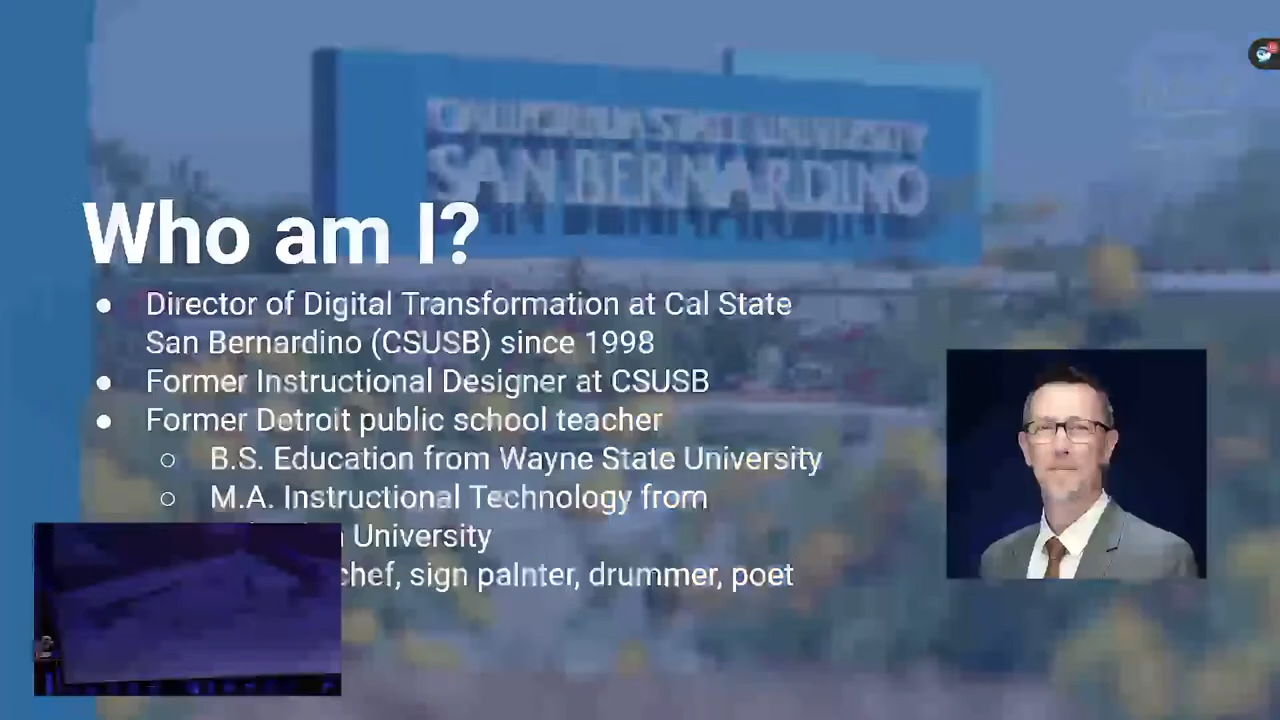 CALIFORNIA STATE UNIVERSITY
SAN BERNARDINO
Who am I?
● Director of Digital Transformation at Cal State
San Bernardino (CSUSB) since 1998
● Former Instructional Designer at CSUSB
● Former Detroit public school teacher
○ B.S. Education from Wayne State University
○ M.A. Instructional Technology from
University
chef, sign painter, drummer, poet